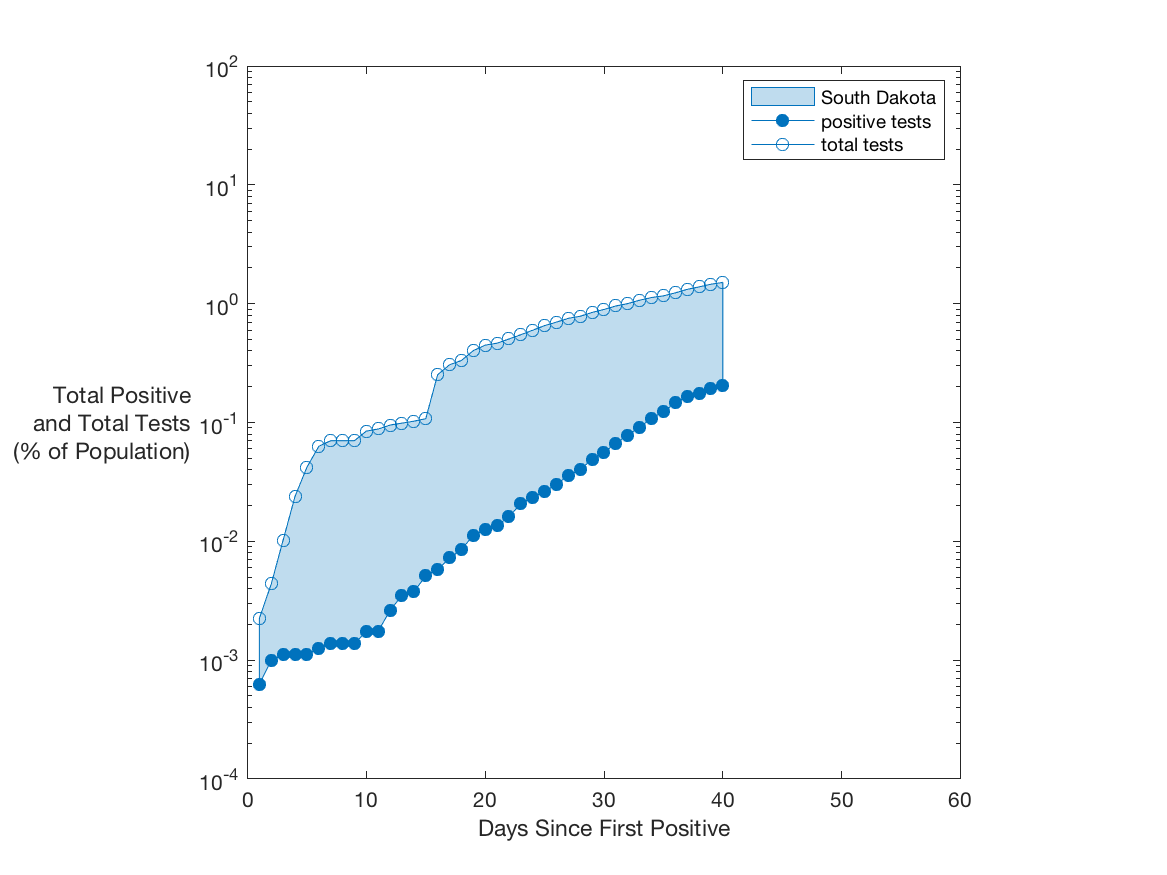 10^2
10^1
10^0
10^-1
10^-2
10^-3
10^-4
Total Positive
and Total Tests
(% of Population)
South Dakota
positive tests
total tests
0 10 20 30 40 50 60
Days Since First Positive